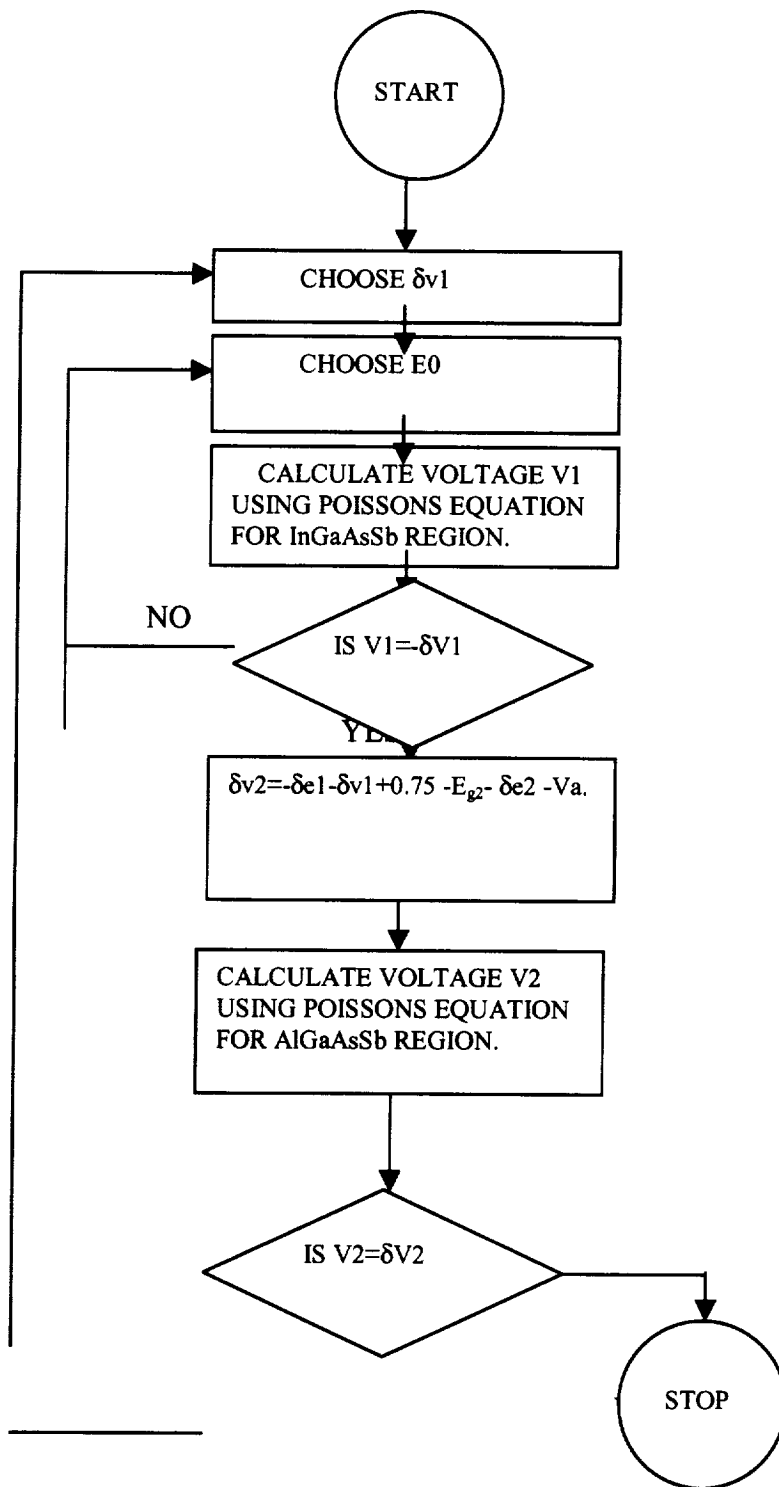 START
CHOOSE δv1
CHOOSE E0
CALCULATE VOLTAGE V1
USING POISSONS EQUATION
FOR InGaAsSb REGION.
NO
IS V1=-δV1
YES
δv2=-δe1-δv1+0.75 -Eg2- δe2 -Va.
CALCULATE VOLTAGE V2
USING POISSONS EQUATION
FOR AlGaAsSb REGION.
IS V2=δV2
STOP